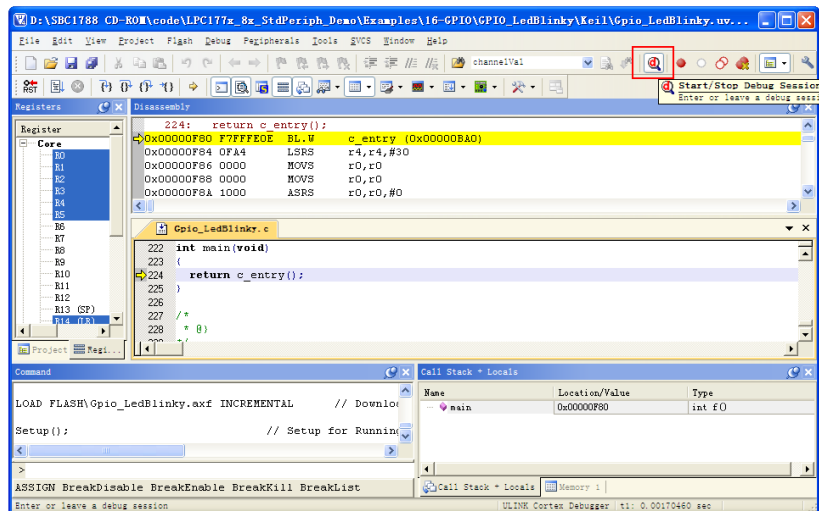 D:\SBC1788 CD-ROM\code\LPC177x_8x_StdPeriph_Demo\Examples\16-GPIO\GPIO_LedBlinky\Keil\Gpio_LedBlinky.uv...
File Edit View Project Flash Debug Peripherals Tools SVCS Window Help
channelVal
Start/Stop Debug Session
Enter or leave a debug sessi
Registers
Disassembly
Register
Core
R0
R1
R2
R3
R4
R5
R6
R7
R8
R9
R10
R11
R12
R13 (SP)
R14 (LR)
224: return c_entry();
0x00000F80 F7FFFE0E BL.W c_entry (0x00000BA0)
0x00000F84 0FA4 LSRS r4,r4,#30
0x00000F86 0000 MOVS r0,r0
0x00000F88 0000 MOVS r0,r0
0x00000F8A 1000 ASRS r0,r0,#0
Gpio_LedBlinky.c
222 int main(void)
223 {
224 return c_entry();
225 }
226
227 /*
228 * @}
Project Regi...
Command
LOAD FLASH\Gpio_LedBlinky.axf INCREMENTAL // Downlo
Setup(); // Setup for Running
>
ASSIGN BreakDisable BreakEnable BreakKill BreakList
Call Stack + Locals
Name Location/Value Type
main 0x00000F80 int f()
Call Stack + Locals Memory 1
Enter or leave a debug session ULINK Cortex Debugger t1: 0.00170460 sec